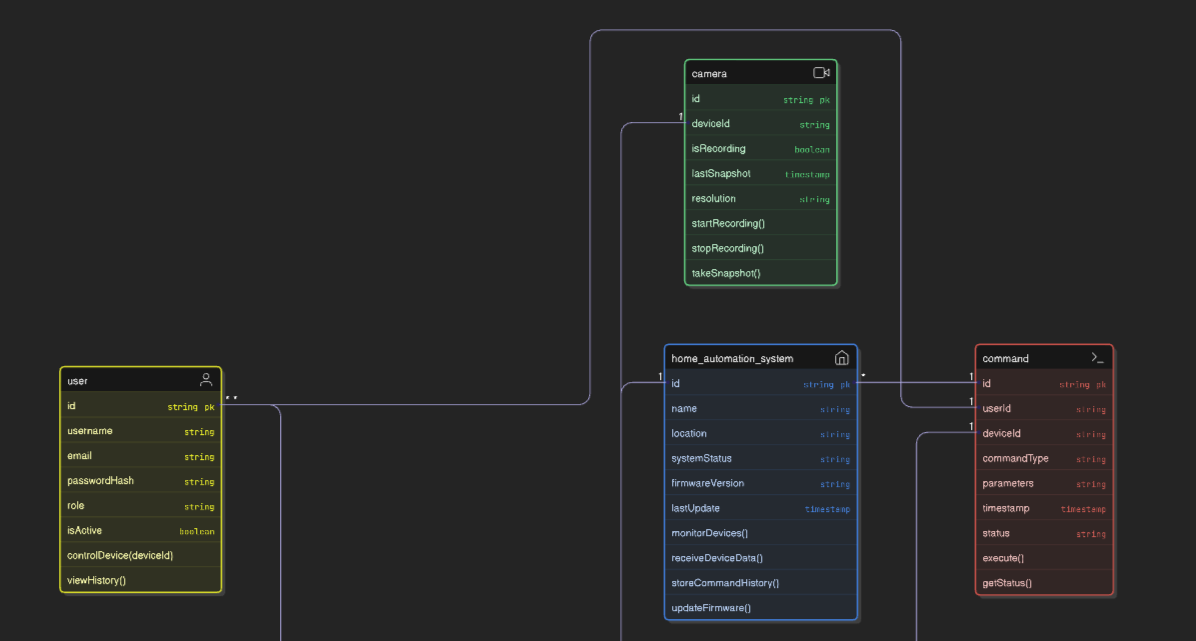 camera
id string pk
1
deviceId string
isRecording boolean
lastSnapshot timestamp
resolution string
startRecording()
stopRecording()
takeSnapshot()
user
id string pk
* *
username string
email string
passwordHash string
role string
isActive boolean
controlDevice(deviceId)
viewHistory()
home_automation_system
1 id string pk *
name string
location string
systemStatus string
firmwareVersion string
lastUpdate timestamp
monitorDevices()
receiveDeviceData()
storeCommandHistory()
updateFirmware()
command >_
1 id string pk
1 userId string
1 deviceId string
commandType string
parameters string
timestamp timestamp
status string
execute()
getStatus()